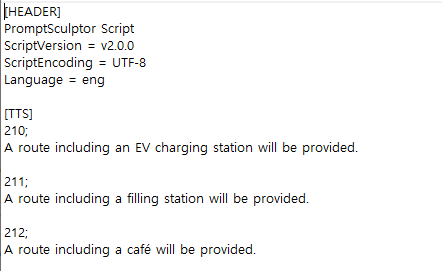 [HEADER]
PromptSculptor Script
ScriptVersion = v2.0.0
ScriptEncoding = UTF-8
Language = eng

[TTS]
210;
A route including an EV charging station will be provided.

211;
A route including a filling station will be provided.

212;
A route including a café will be provided.